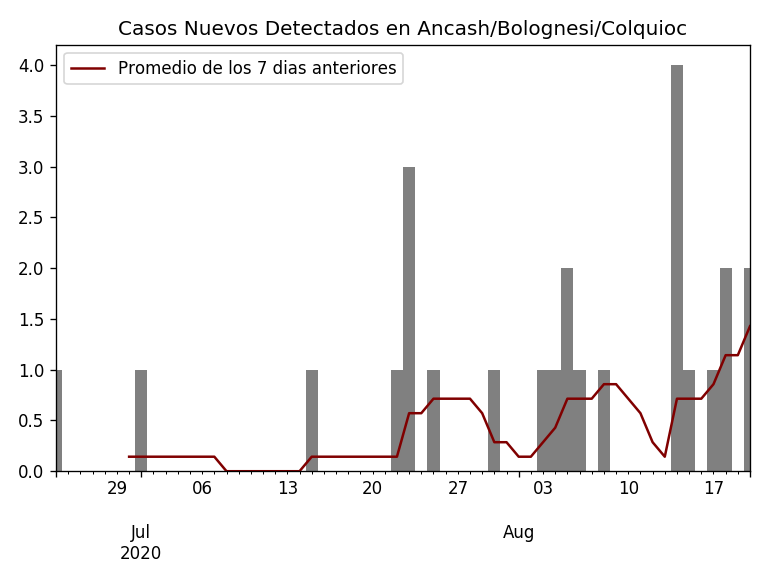 Casos Nuevos Detectados en Ancash/Bolognesi/Colquioc
Promedio de los 7 dias anteriores
4.0
3.5
3.0
2.5
2.0
1.5
1.0
0.5
0.0
29 06 13 20 27 03 10 17
Jul Aug
2020